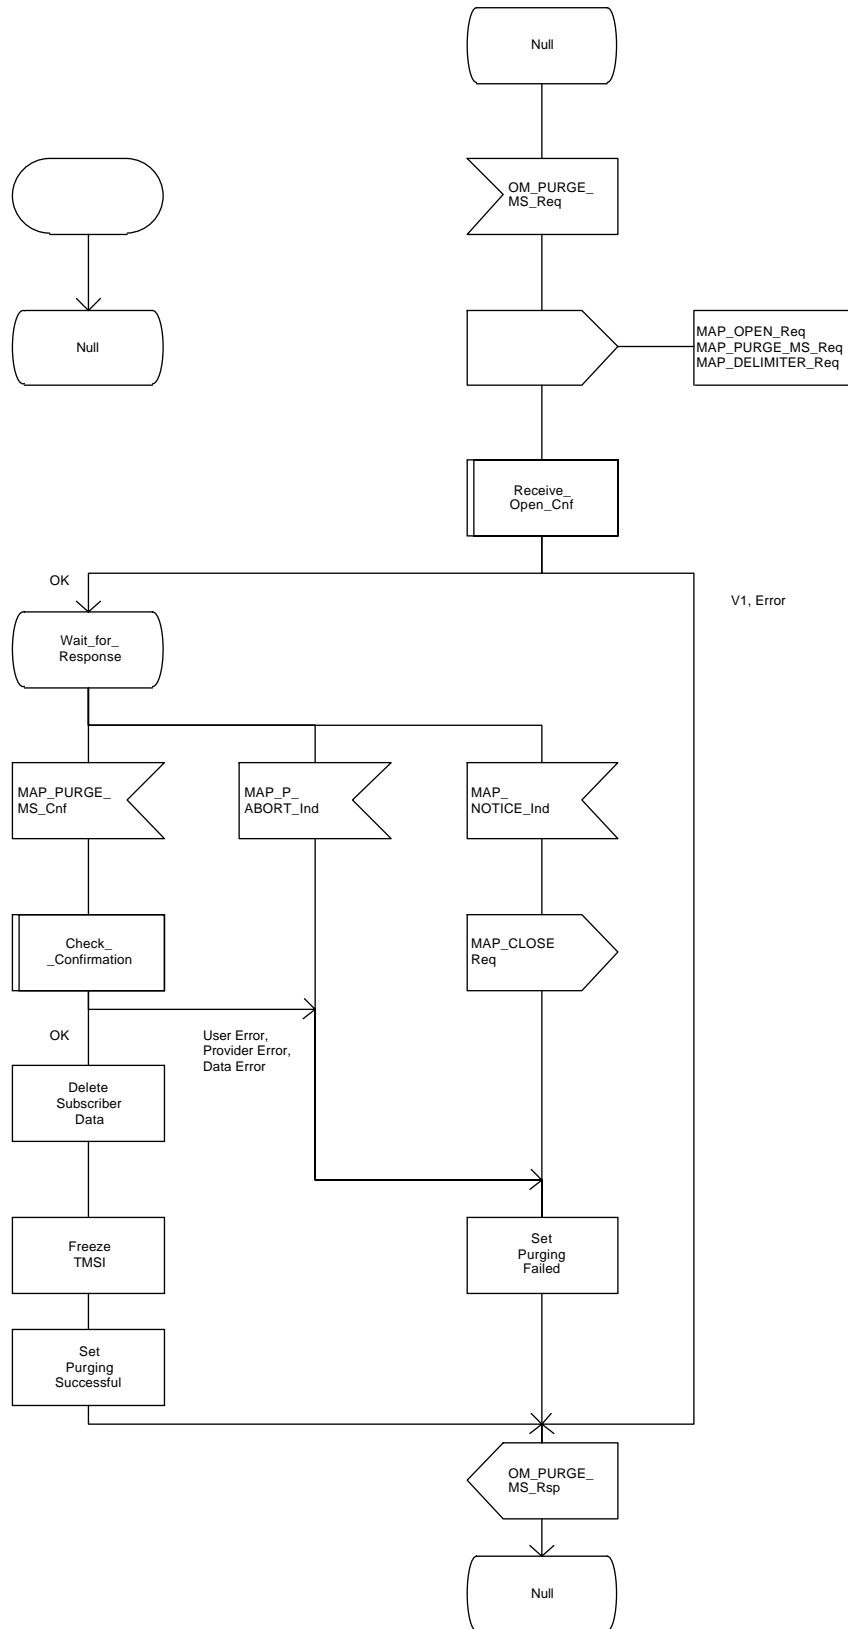 Null
OM_PURGE_
MS_Req
Null
MAP_OPEN_Req
MAP_PURGE_MS_Req
MAP_DELIMITER_Req
Receive_
Open_Cnf
OK
V1, Error
Wait_for_
Response
MAP_PURGE_
MS_Cnf
MAP_P_
ABORT_Ind
MAP_
NOTICE_Ind
Check_
_Confirmation
MAP_CLOSE
Req
OK
User Error,
Provider Error,
Data Error
Delete
Subscriber
Data
Freeze
TMSI
Set
Purging
Failed
Set
Purging
Successful
OM_PURGE_
MS_Rsp
Null